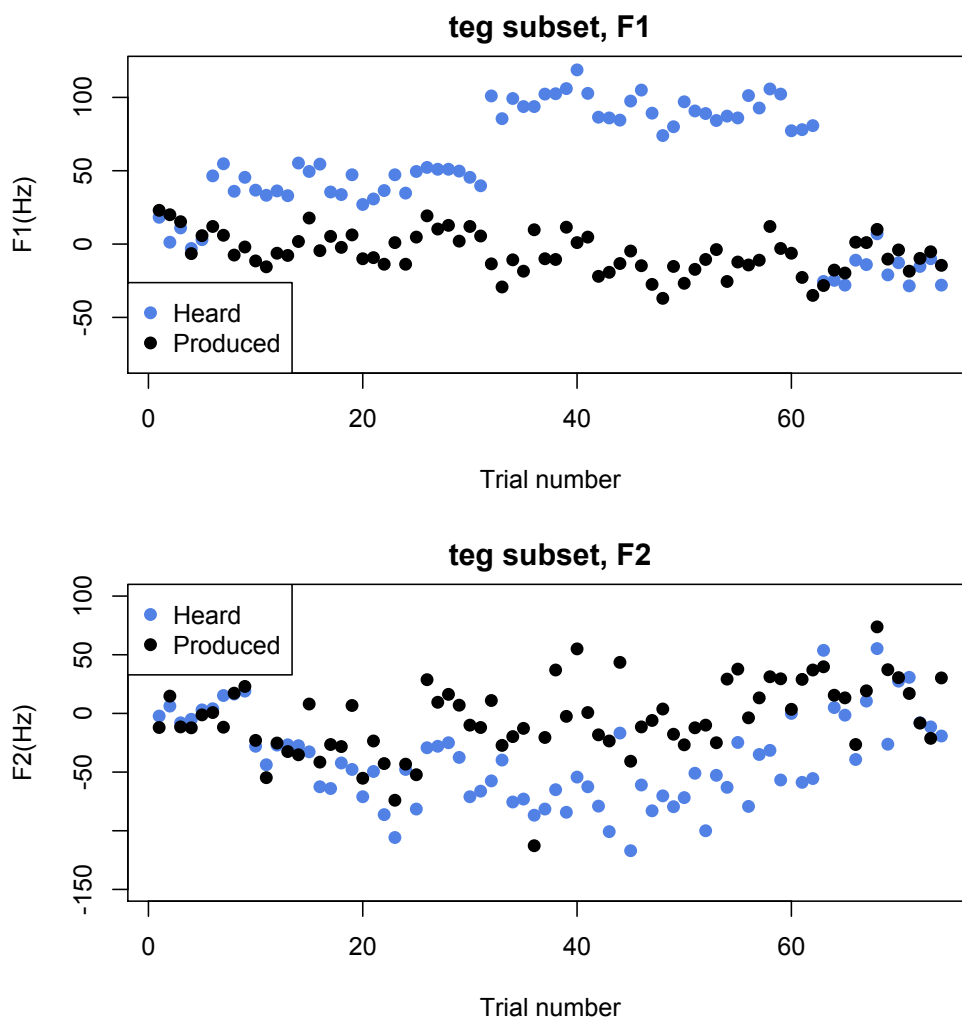 teg subset, F1
F1(Hz)
100
50
0
-50
Heard
Produced
0 20 40 60
Trial number
teg subset, F2
F2(Hz)
100
50
0
-50
-150
Heard
Produced
0 20 40 60
Trial number